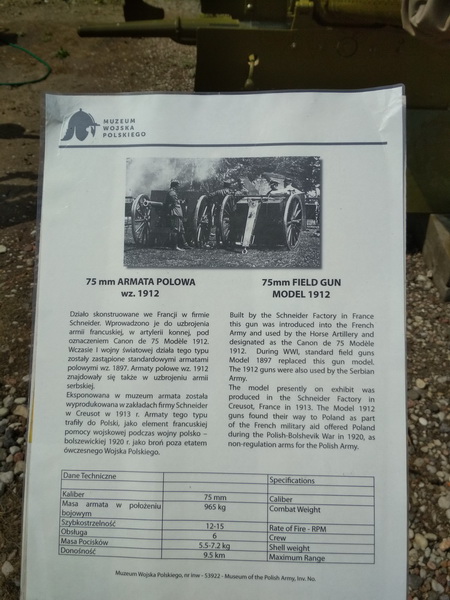 MUZEUM
WOJSKA
POLSKIEGO
75 mm ARMATA POLOWA
wz. 1912
Działo skonstruowane we Francji w firmie
Schneider. Wprowadzono je do uzbrojenia
armii francuskiej, w artylerii konnej, pod
oznaczeniem Canon de 75 Modèle 1912.
Wczasie I wojny światowej działa tego typu
zostały zastąpione standardowymi armatami
polowymi wz. 1897. Armaty polowe wz. 1912
znajdowały się także w uzbrojeniu armii
serbskiej.
Eksponowana w muzeum armata została
wyprodukowana w zakładach firmy Schneider
w Creusot w 1913 r. Armaty tego typu
trafiły do Polski, jako element francuskiej
pomocy wojskowej podczas wojny polsko –
bolszewickiej 1920 r. jako broń poza etatem
ówczesnego Wojska Polskiego.
75mm FIELD GUN
MODEL 1912
Built by the Schneider Factory in France
this gun was introduced into the French
Army and used by the Horse Artillery and
designated as the Canon de 75 Modèle
1912. During WWI, standard field guns
Model 1897 replaced this gun model.
The 1912 guns were also used by the Serbian
Army.
The model presently on exhibit was
produced in the Schneider Factory in
Creusot, France in 1913. The Model 1912
guns found their way to Poland as part
of the French military aid offered Poland
during the Polish-Bolshevik War in 1920, as
non-regulation arms for the Polish Army.
Dane Techniczne Specifications
Kaliber 75 mm Caliber
Masa armata w położeniu 965 kg Combat Weight
bojowym
Szybkostrzelność 12-15 Rate of Fire - RPM
Obsługa 6 Crew
Masa Pocisków 5.5-7.2 kg Shell weight
Donośność 9.5 km Maximum Range
Muzeum Wojska Polskiego, nr inw - 53922 - Museum of the Polish Army, Inv. No.